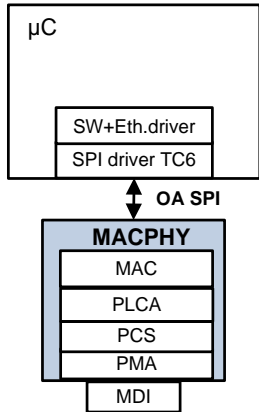 µC
SW+Eth.driver
SPI driver TC6
OA SPI
MACPHY
MAC
PLCA
PCS
PMA
MDI